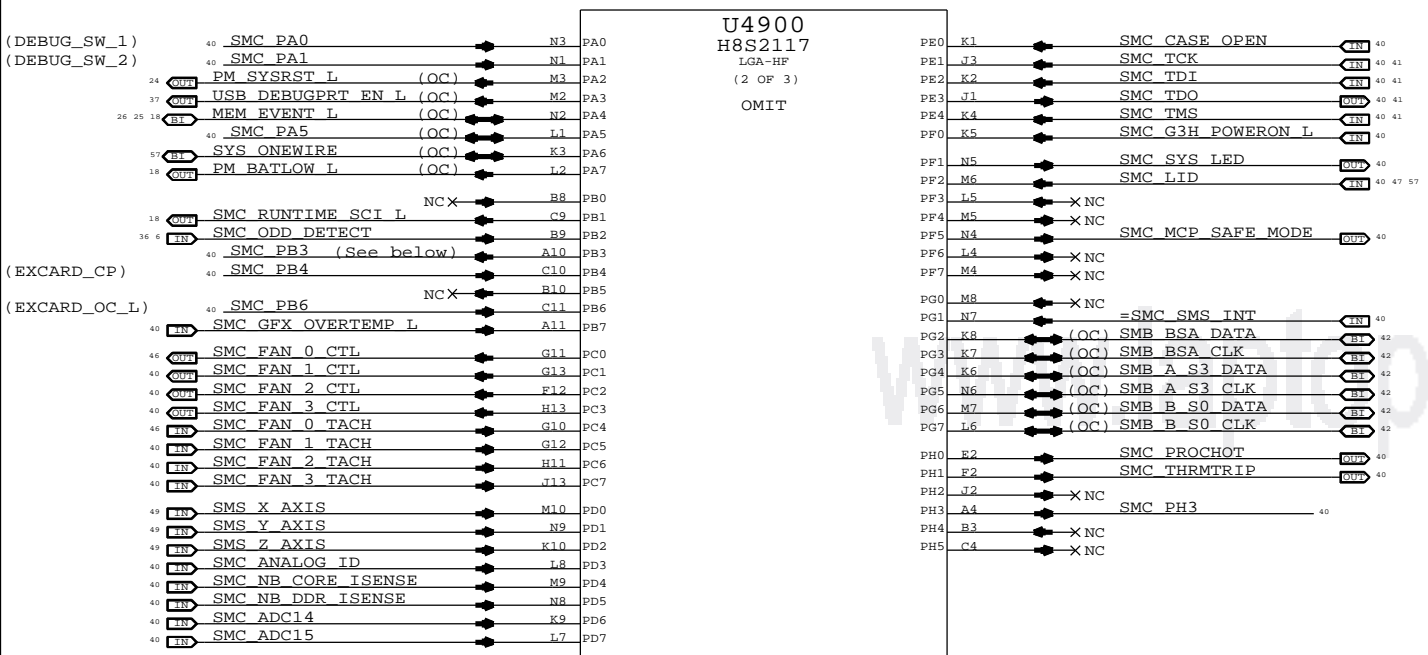 U4900
H8S2117
LGA-HF
(2 OF 3)
OMIT
(DEBUG_SW_1) 40 SMC_PA0 N3 PA0
(DEBUG_SW_2) 40 SMC_PA1 N1 PA1
24 OUT PM_SYSRST_L (OC) M3 PA2
37 OUT USB_DEBUGPRT_EN_L (OC) M2 PA3
26 25 18 BI MEM_EVENT_L (OC) N2 PA4
40 SMC_PA5 (OC) L1 PA5
57 BI SYS_ONEWIRE (OC) K3 PA6
18 OUT PM_BATLOW_L (OC) L2 PA7
NC B8 PB0
18 OUT SMC_RUNTIME_SCI_L C9 PB1
36 6 IN SMC_ODD_DETECT B9 PB2
40 SMC_PB3 (See below) A10 PB3
(EXCARD_CP) 40 SMC_PB4 C10 PB4
NC B10 PB5
(EXCARD_OC_L) 40 SMC_PB6 C11 PB6
40 IN SMC_GFX_OVERTEMP_L A11 PB7
46 OUT SMC_FAN_0_CTL G11 PC0
40 OUT SMC_FAN_1_CTL G13 PC1
40 OUT SMC_FAN_2_CTL F12 PC2
40 OUT SMC_FAN_3_CTL H13 PC3
46 IN SMC_FAN_0_TACH G10 PC4
40 IN SMC_FAN_1_TACH G12 PC5
40 IN SMC_FAN_2_TACH H11 PC6
40 IN SMC_FAN_3_TACH J13 PC7
49 IN SMS_X_AXIS M10 PD0
49 IN SMS_Y_AXIS N9 PD1
49 IN SMS_Z_AXIS K10 PD2
40 IN SMC_ANALOG_ID L8 PD3
40 IN SMC_NB_CORE_ISENSE M9 PD4
40 IN SMC_NB_DDR_ISENSE N8 PD5
40 IN SMC_ADC14 K9 PD6
40 IN SMC_ADC15 L7 PD7
PE0 K1 SMC_CASE_OPEN IN 40
PE1 J3 SMC_TCK IN 40 41
PE2 K2 SMC_TDI IN 40 41
PE3 J1 SMC_TDO OUT 40 41
PE4 K4 SMC_TMS IN 40 41
PF0 K5 SMC_G3H_POWERON_L IN 40
PF1 N5 SMC_SYS_LED OUT 40
PF2 M6 SMC_LID IN 40 47 57
PF3 L5 NC
PF4 M5 NC
PF5 N4 SMC_MCP_SAFE_MODE OUT 40
PF6 L4 NC
PF7 M4 NC
PG0 M8 NC
PG1 N7 =SMC_SMS_INT IN 40
PG2 K8 (OC) SMB_BSA_DATA BI 42
PG3 K7 (OC) SMB_BSA_CLK BI 42
PG4 K6 (OC) SMB_A_S3_DATA BI 42
PG5 N6 (OC) SMB_A_S3_CLK BI 42
PG6 M7 (OC) SMB_B_S0_DATA BI 42
PG7 L6 (OC) SMB_B_S0_CLK BI 42
PH0 E2 SMC_PROCHOT OUT 40
PH1 F2 SMC_THRMTRIP OUT 40
PH2 J2 NC
PH3 A4 SMC_PH3 40
PH4 B3 NC
PH5 C4 NC
www.laptop